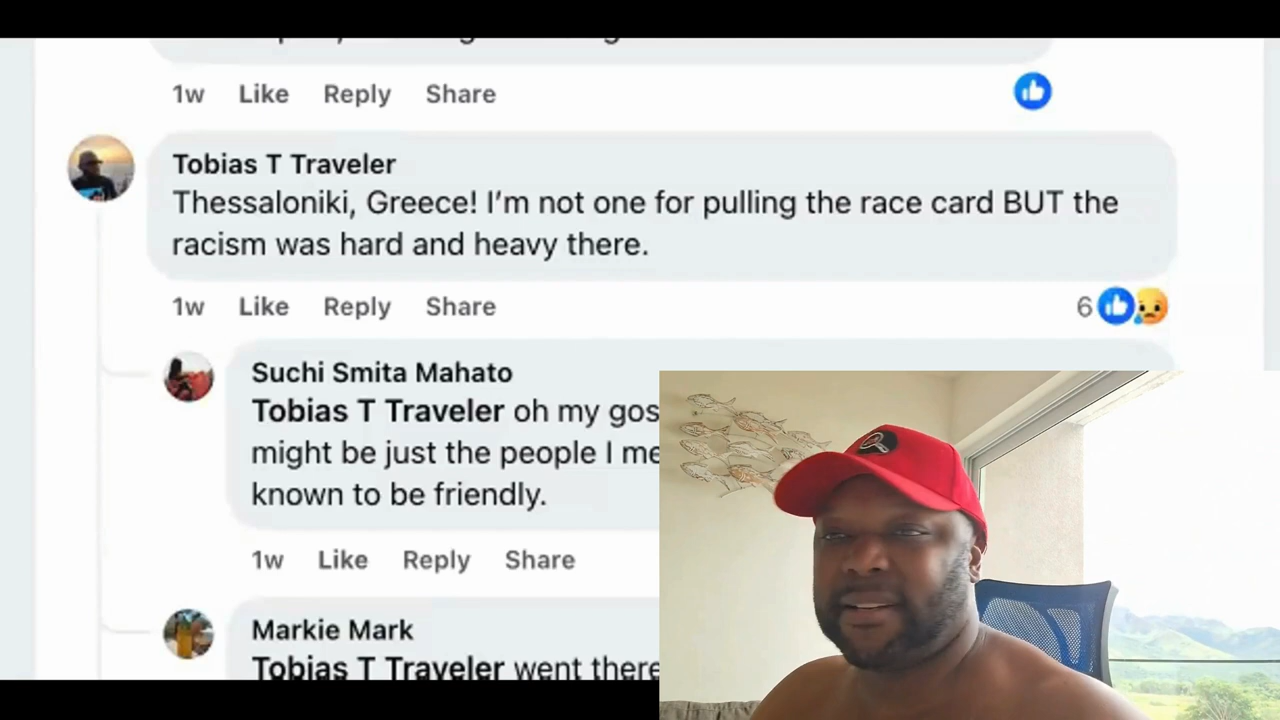 1w Like Reply Share
Tobias T Traveler
Thessaloniki, Greece! I’m not one for pulling the race card BUT the
racism was hard and heavy there.
1w Like Reply Share 6
Suchi Smita Mahato
Tobias T Traveler oh my gos
might be just the people I me
known to be friendly.
1w Like Reply Share
Markie Mark
Tobias T Traveler went there